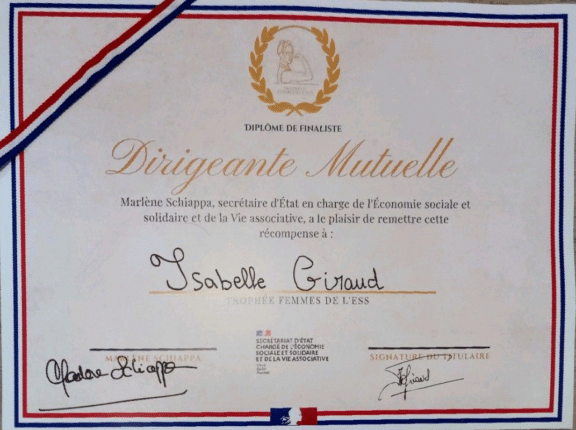 DIPLÔME DE FINALISTE
Dirigeante Mutuelle
Marlène Schiappa, secrétaire d'État en charge de l'Économie sociale et
solidaire et de la Vie associative, a le plaisir de remettre cette
récompense à :
Isabelle Giraud
TROPHÉE FEMMES DE L'ESS
MARLÈNE SCHIAPPA
SECRÉTARIAT D'ÉTAT
CHARGÉ DE L'ÉCONOMIE
SOCIALE ET SOLIDAIRE
ET DE LA VIE ASSOCIATIVE
SIGNATURE DU TITULAIRE